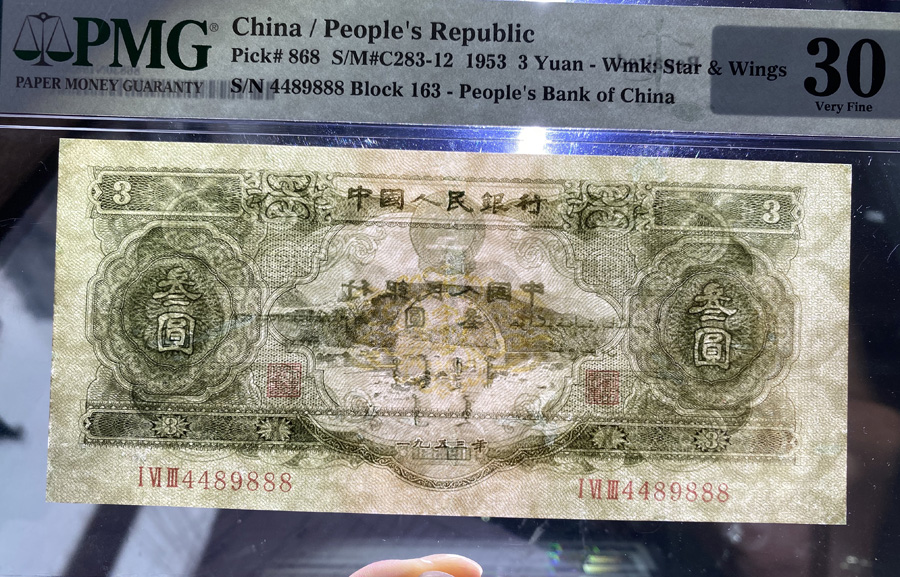 PMG®
PAPER MONEY GUARANTY
China / People's Republic
Pick# 868 S/M#C283-12 1953 3 Yuan - Wmk: Star & Wings
S/N 4489888 Block 163 - People's Bank of China
30
Very Fine
3 中國人民銀行 3
叁圓 叁圓
3 3
一九五三年
I VI III 4489888 I VI III 4489888